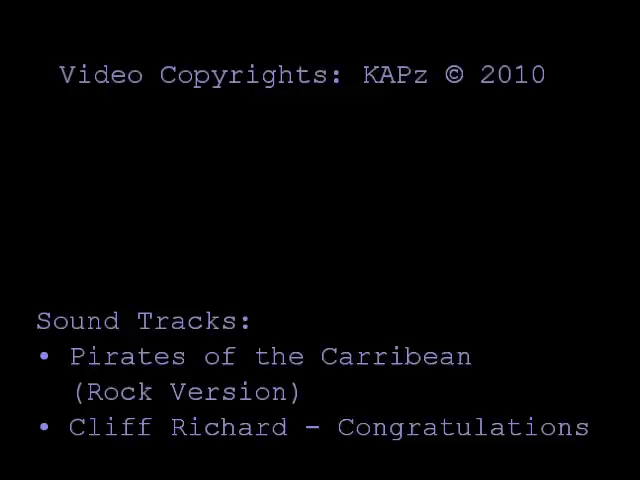 Video Copyrights: KAPz © 2010
Sound Tracks:
• Pirates of the Carribean
(Rock Version)
• Cliff Richard - Congratulations